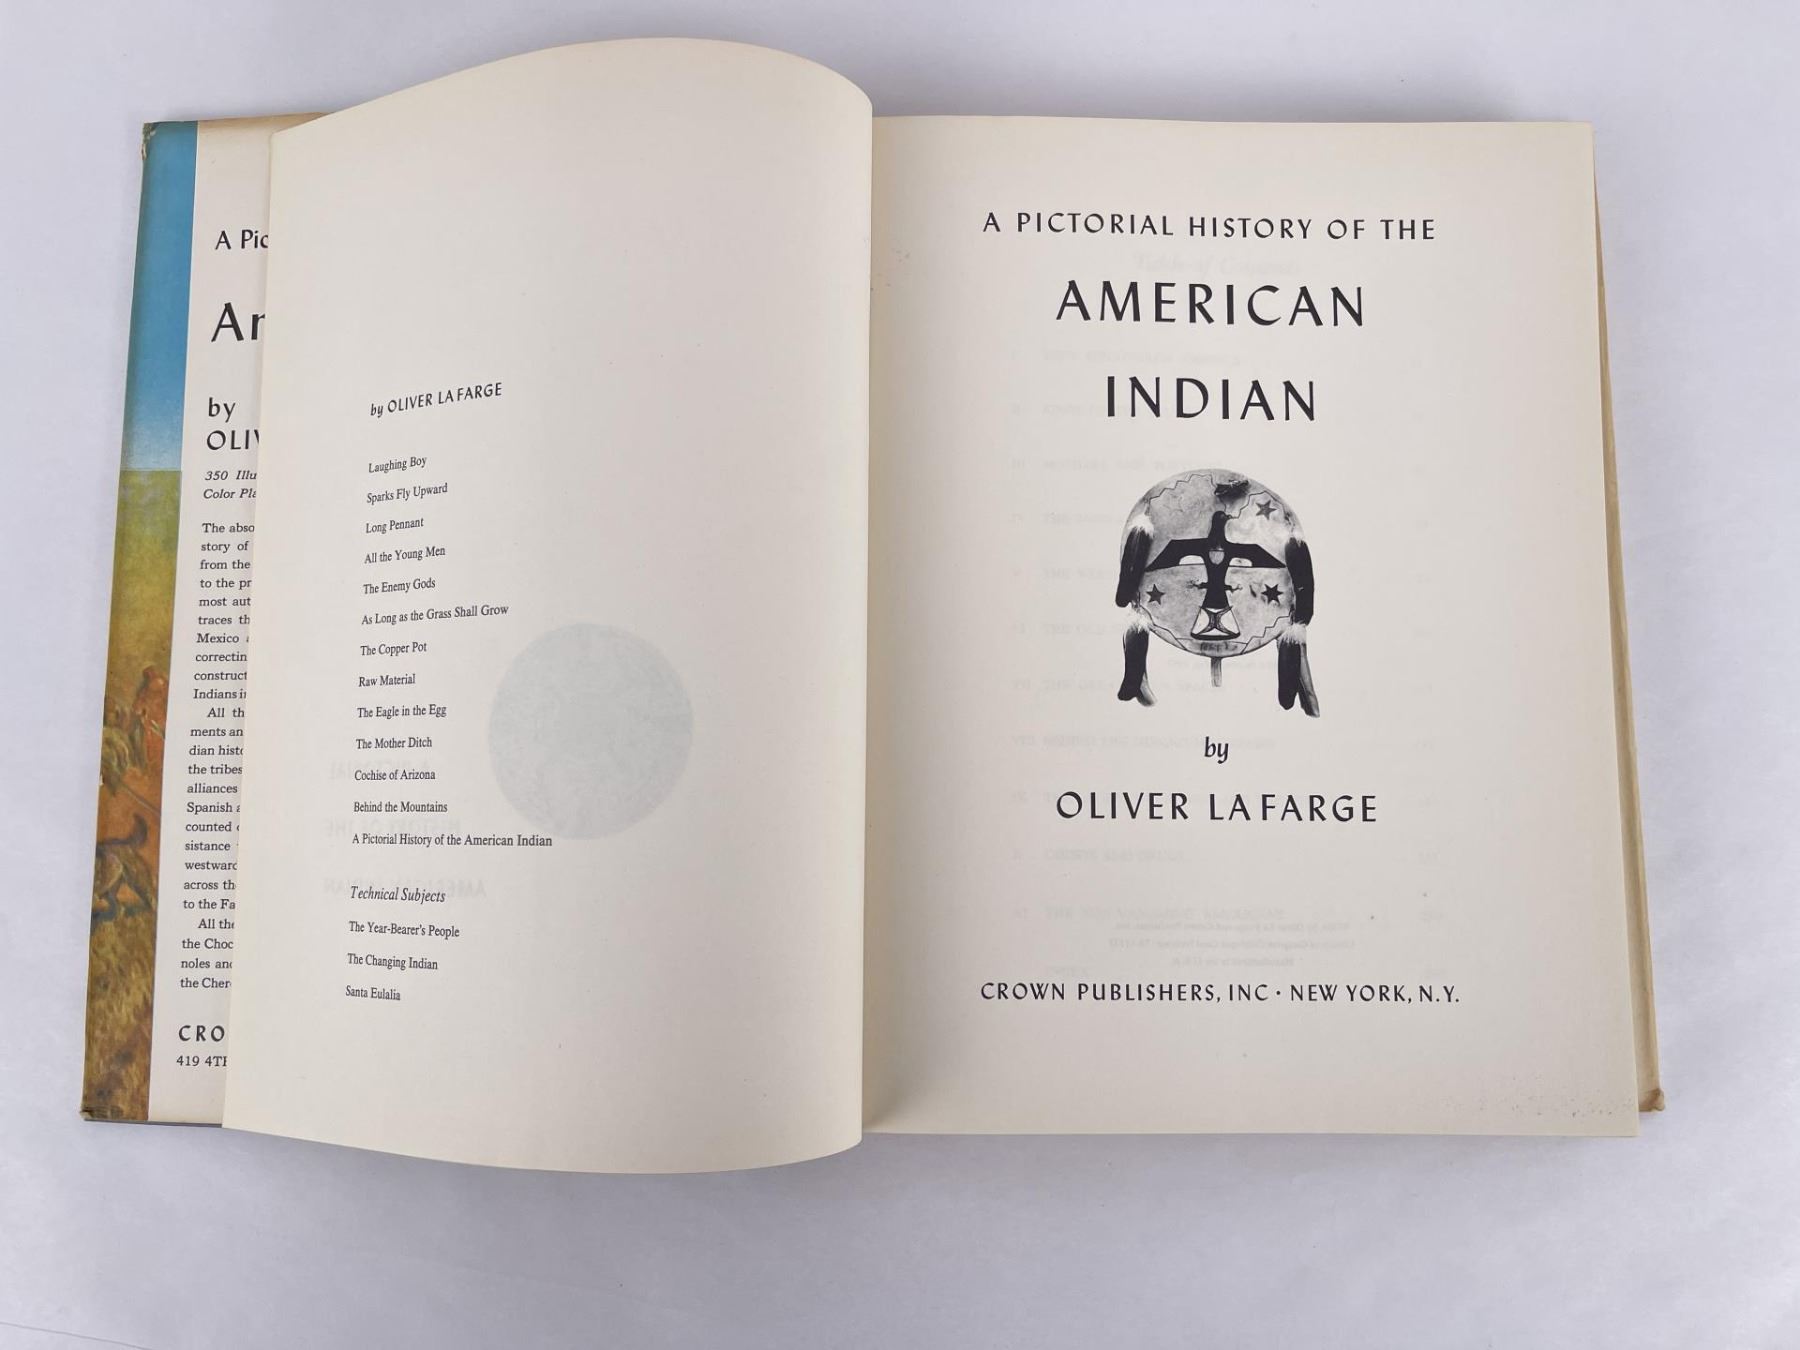 A Pic
Ar
by
OLIV
350 Illu
Color Pla
The abso
story of
from the
to the pr
most aut
traces th
Mexico
correctin
construct
Indians i
All th
ments an
dian histo
the tribes
alliances
Spanish a
counted
sistance
westward
across th
to the Fa
All the
the Choc
noles and
the Cher
CRO
419 4TH
by OLIVER LA FARGE
Laughing Boy
Sparks Fly Upward
Long Pennant
All the Young Men
The Enemy Gods
As Long as the Grass Shall Grow
The Copper Pot
Raw Material
The Eagle in the Egg
The Mother Ditch
Cochise of Arizona
Behind the Mountains
A Pictorial History of the American Indian
Technical Subjects
The Year-Bearer's People
The Changing Indian
Santa Eulalia
A PICTORIAL HISTORY OF THE
AMERICAN
INDIAN
by
OLIVER LA FARGE
CROWN PUBLISHERS, INC · NEW YORK, N.Y.